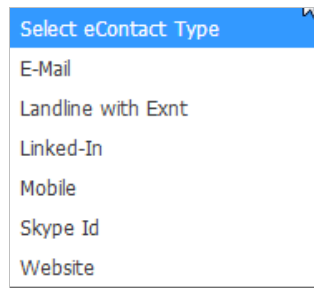 Select eContact Type
E-Mail
Landline with Exnt
Linked-In
Mobile
Skype Id
Website